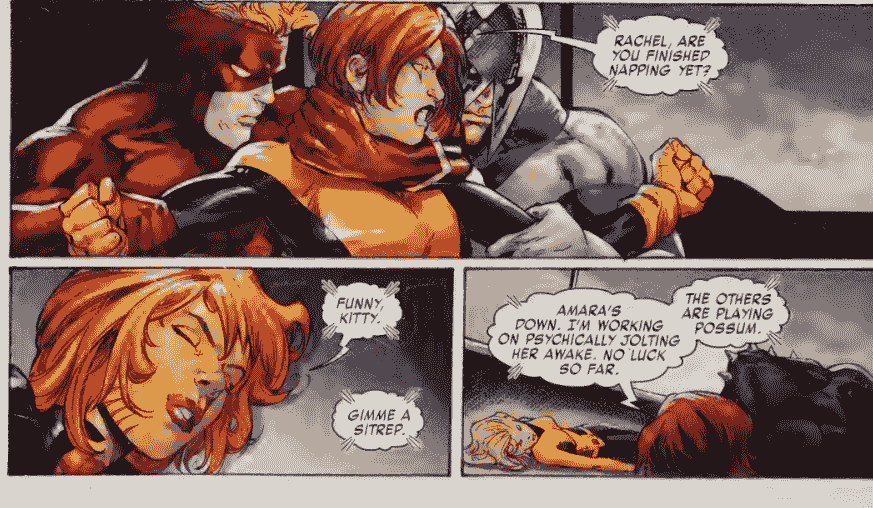 RACHEL, ARE
YOU FINISHED
NAPPING YET?
FUNNY,
KITTY.
GIMME A
SITREP.
AMARA'S
DOWN. I'M WORKING
ON PSYCHICALLY JOLTING
HER AWAKE. NO LUCK
SO FAR.
THE OTHERS
ARE PLAYING
POSSUM.